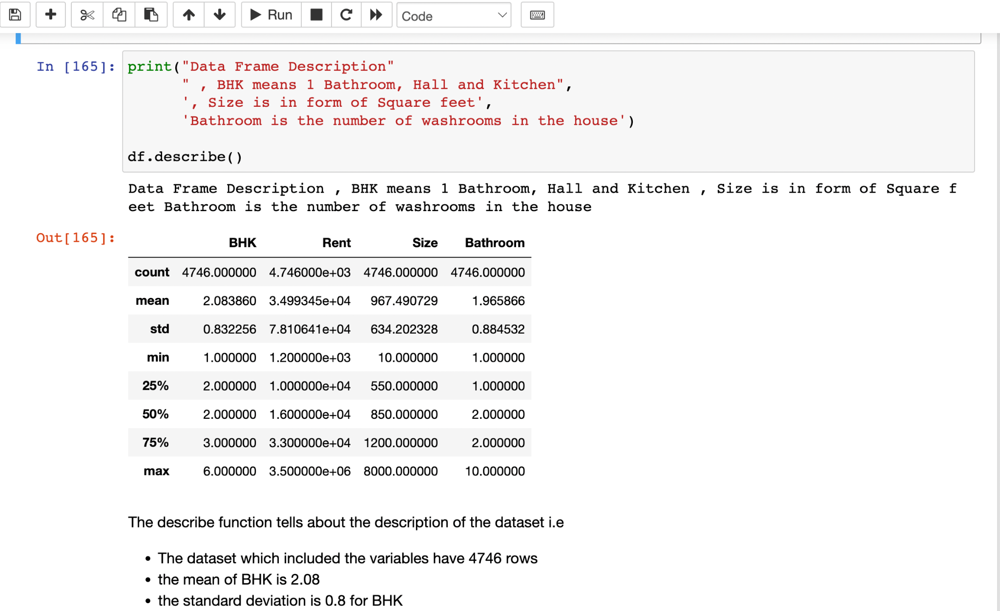 Run Code
In [165]: print("Data Frame Description"
" , BHK means 1 Bathroom, Hall and Kitchen",
', Size is in form of Square feet',
'Bathroom is the number of washrooms in the house')
df.describe()
Data Frame Description , BHK means 1 Bathroom, Hall and Kitchen , Size is in form of Square f
eet Bathroom is the number of washrooms in the house
Out[165]:
BHK Rent Size Bathroom
count 4746.000000 4.746000e+03 4746.000000 4746.000000
mean 2.083860 3.499345e+04 967.490729 1.965866
std 0.832256 7.810641e+04 634.202328 0.884532
min 1.000000 1.200000e+03 10.000000 1.000000
25% 2.000000 1.000000e+04 550.000000 1.000000
50% 2.000000 1.600000e+04 850.000000 2.000000
75% 3.000000 3.300000e+04 1200.000000 2.000000
max 6.000000 3.500000e+06 8000.000000 10.000000
The describe function tells about the description of the dataset i.e
• The dataset which included the variables have 4746 rows
• the mean of BHK is 2.08
• the standard deviation is 0.8 for BHK